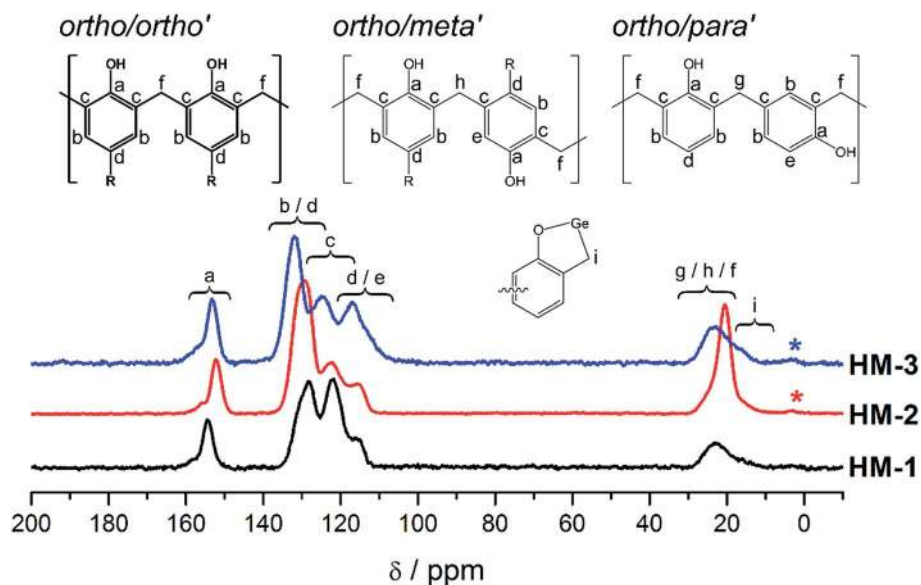 ortho/ortho' ortho/meta' ortho/para'
OH OH f
a a
c c c c
b b b b
d d
R R
f OH h R
a d
c c c b
b b e c
d a f
R OH
f OH g b f
a c
c c c
b b b a
d e OH
b / d
c
a d / e
O Ge
i
g / h / f
i
* HM-3
* HM-2
HM-1
200 180 160 140 120 100 80 60 40 20 0
δ / ppm